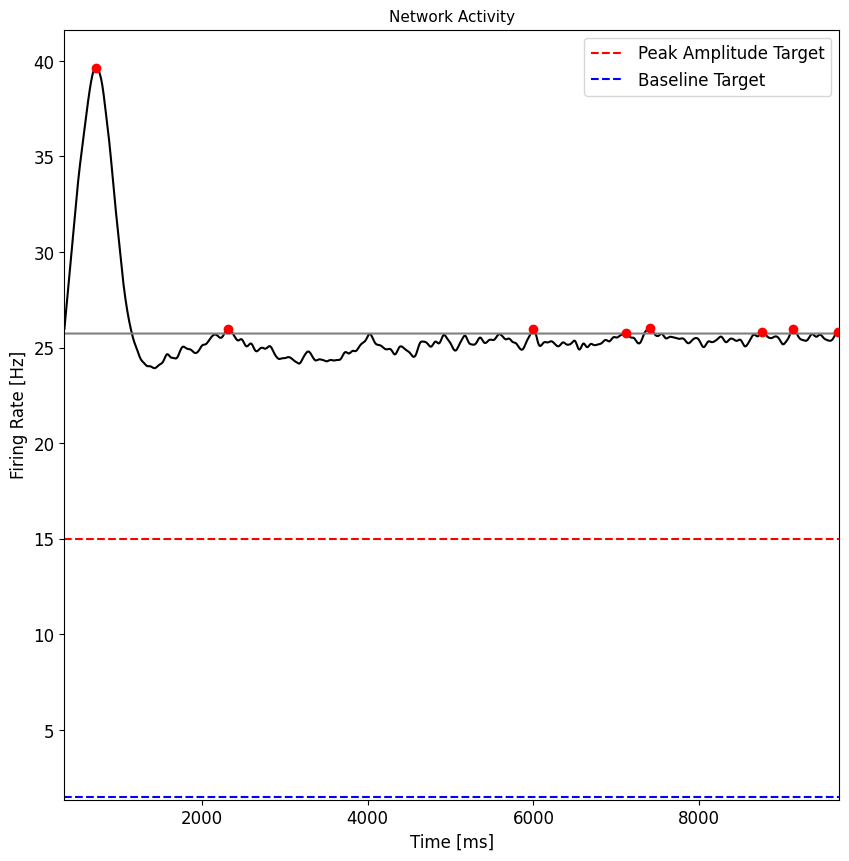 Network Activity
Peak Amplitude Target
Baseline Target
40
35
30
25
20
15
10
5
Firing Rate [Hz]
2000
4000
6000
8000
Time [ms]